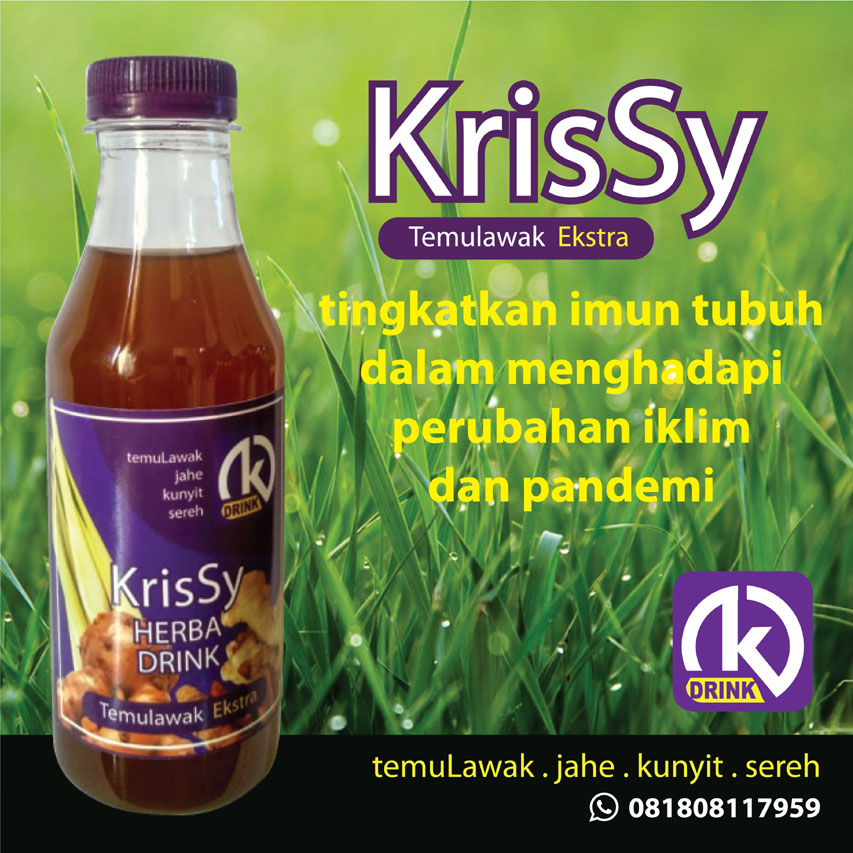 KrisSy
Temulawak Ekstra
tingkatkan imun tubuh
dalam menghadapi
perubahan iklim
dan pandemi
temuLawak
jahe
kunyit
sereh
k
DRINK
KrisSy
HERBA
DRINK
Temulawak Ekstra
k
DRINK
temuLawak . jahe . kunyit . sereh
081808117959